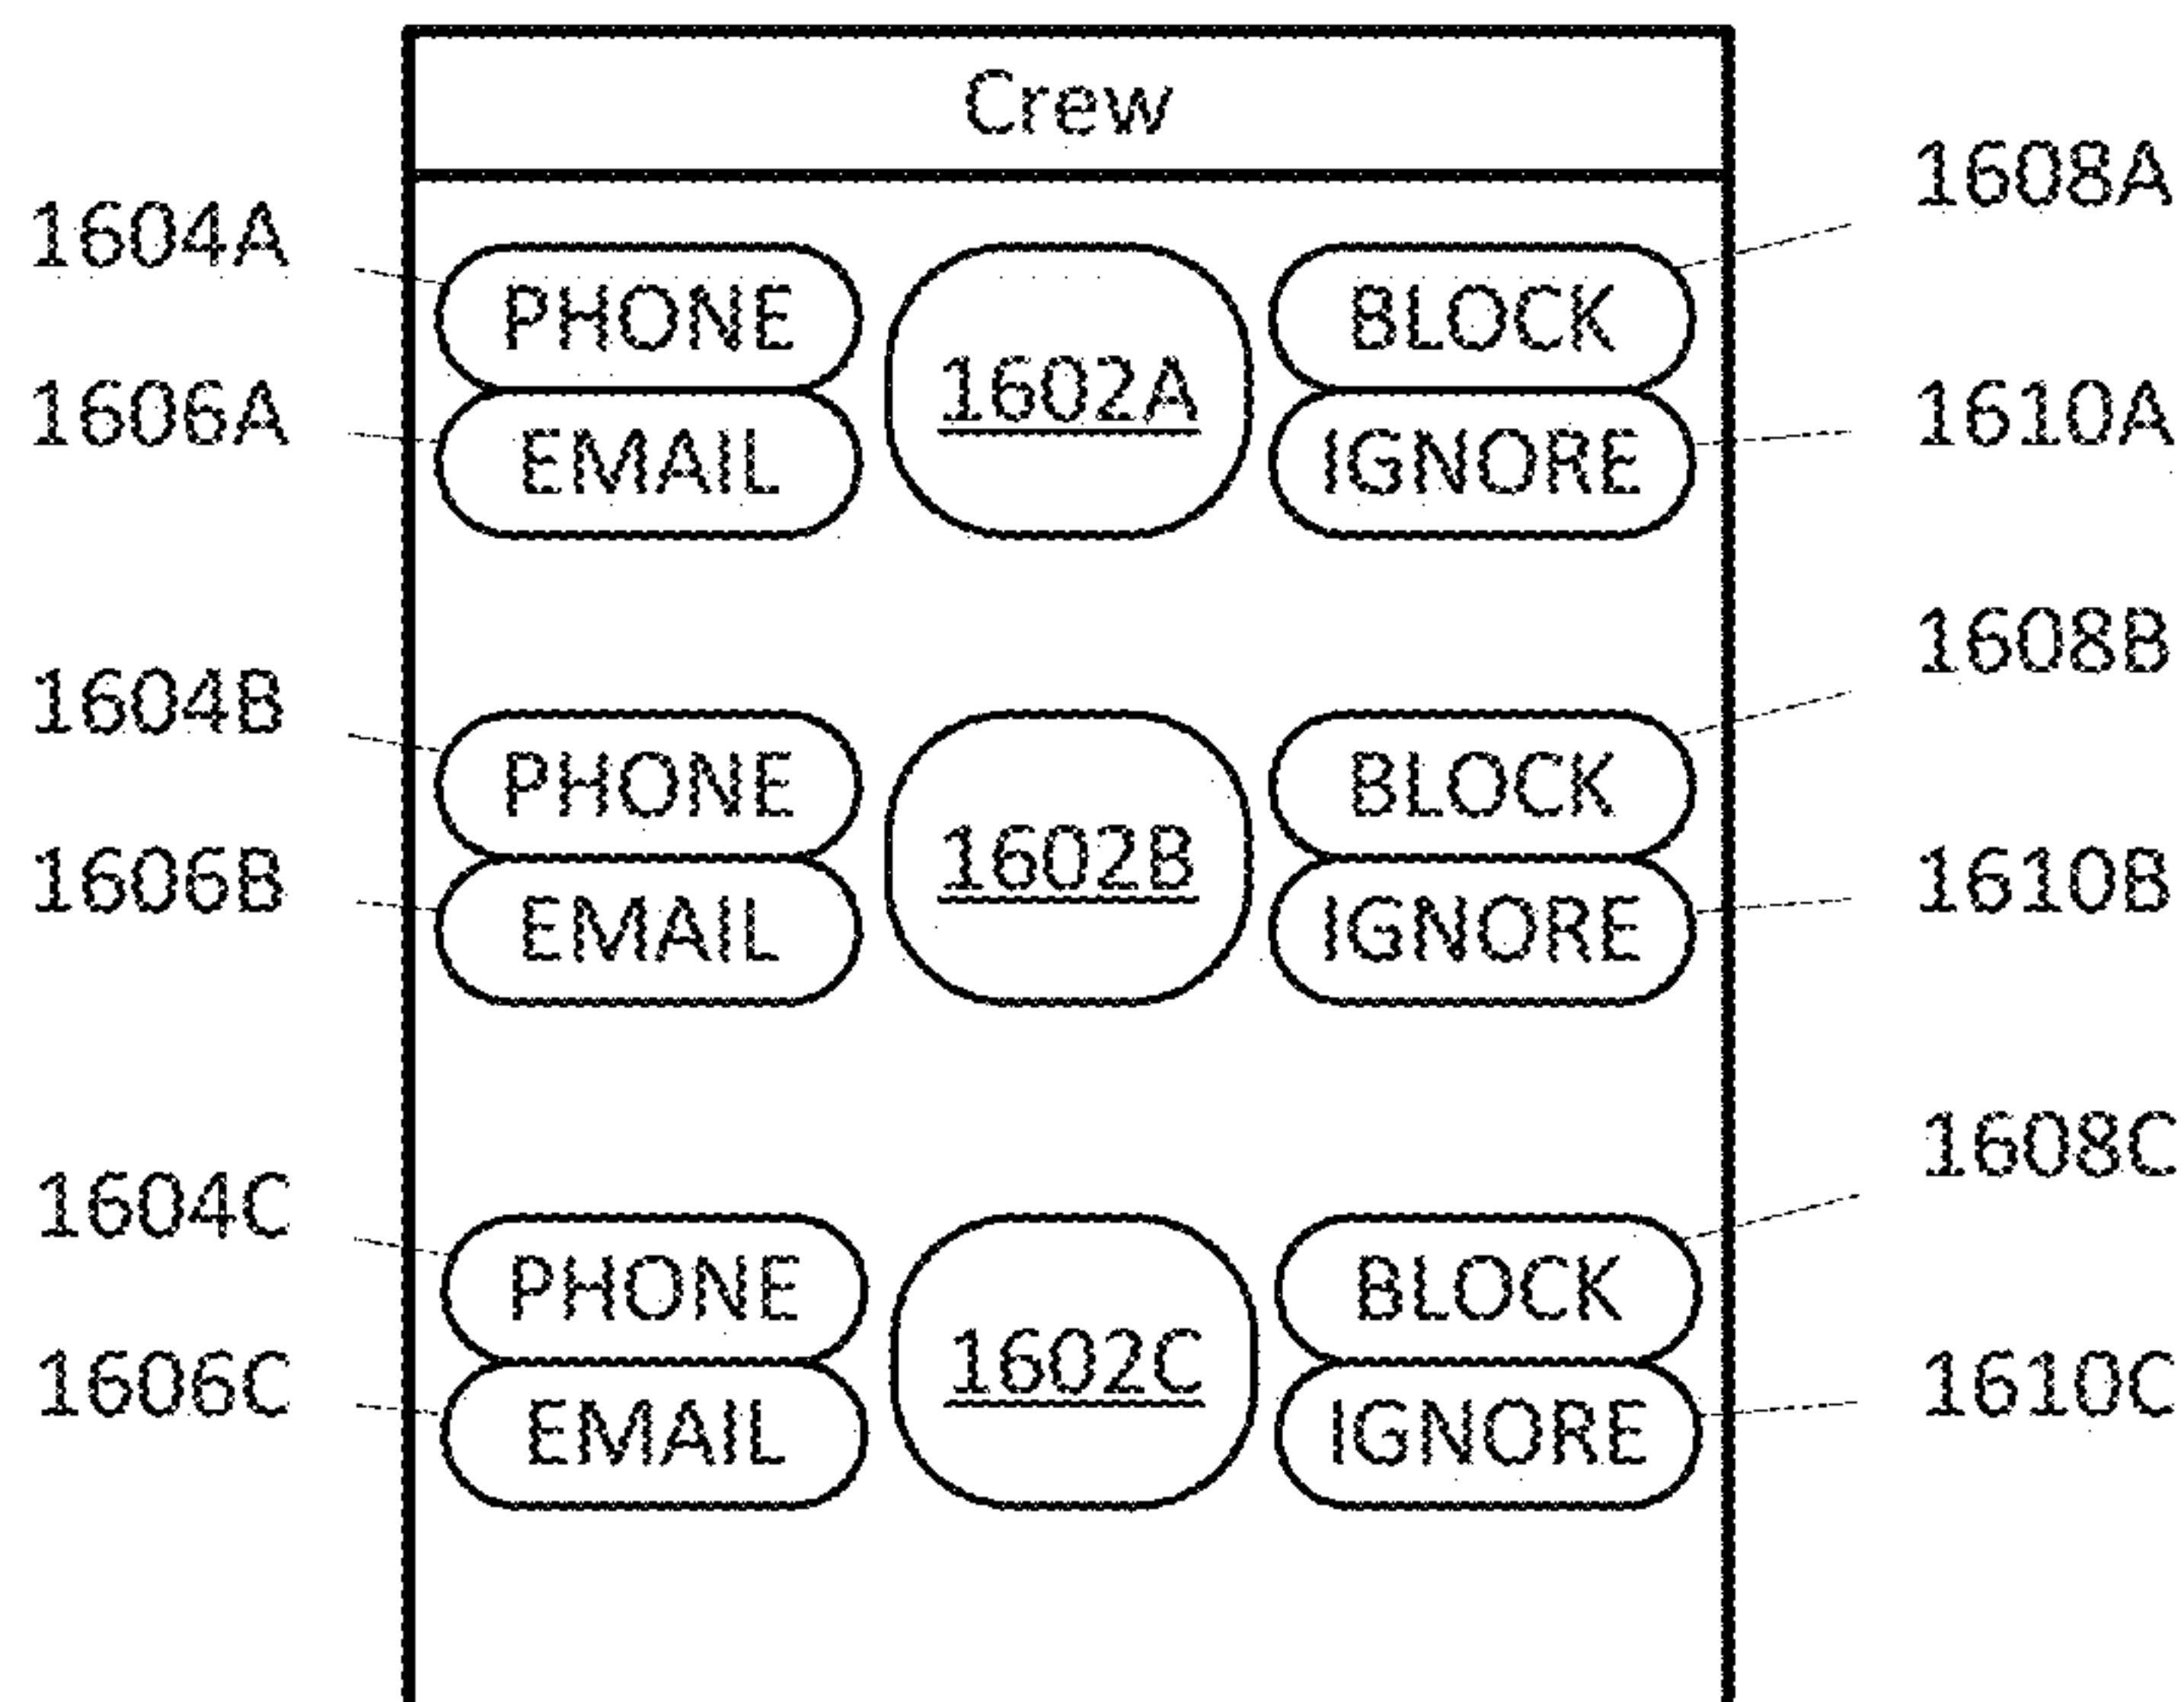 Crew
1608A
1604A
PHONE
BLOCK
1602A
1606A
1610A
EMAIL
IGNORE
1608B
1604B
PHONE
BLOCK
1602B
1606B
1610B
EMAIL
IGNORE
1608C
1604C
PHONE
BLOCK
1602C
1606C
1610C
EMAIL
IGNORE